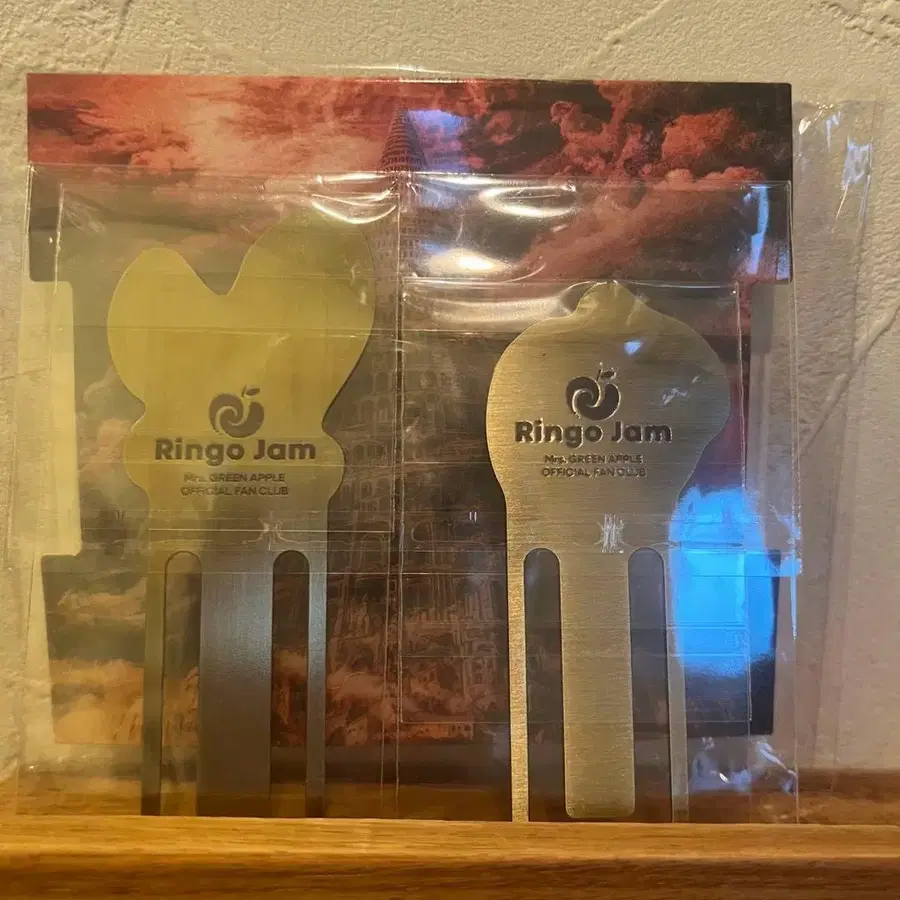 Ringo Jam
Mrs. GREEN APPLE
OFFICIAL FAN CLUB
Ringo Jam
Mrs. GREEN APPLE
OFFICIAL FAN CLUB